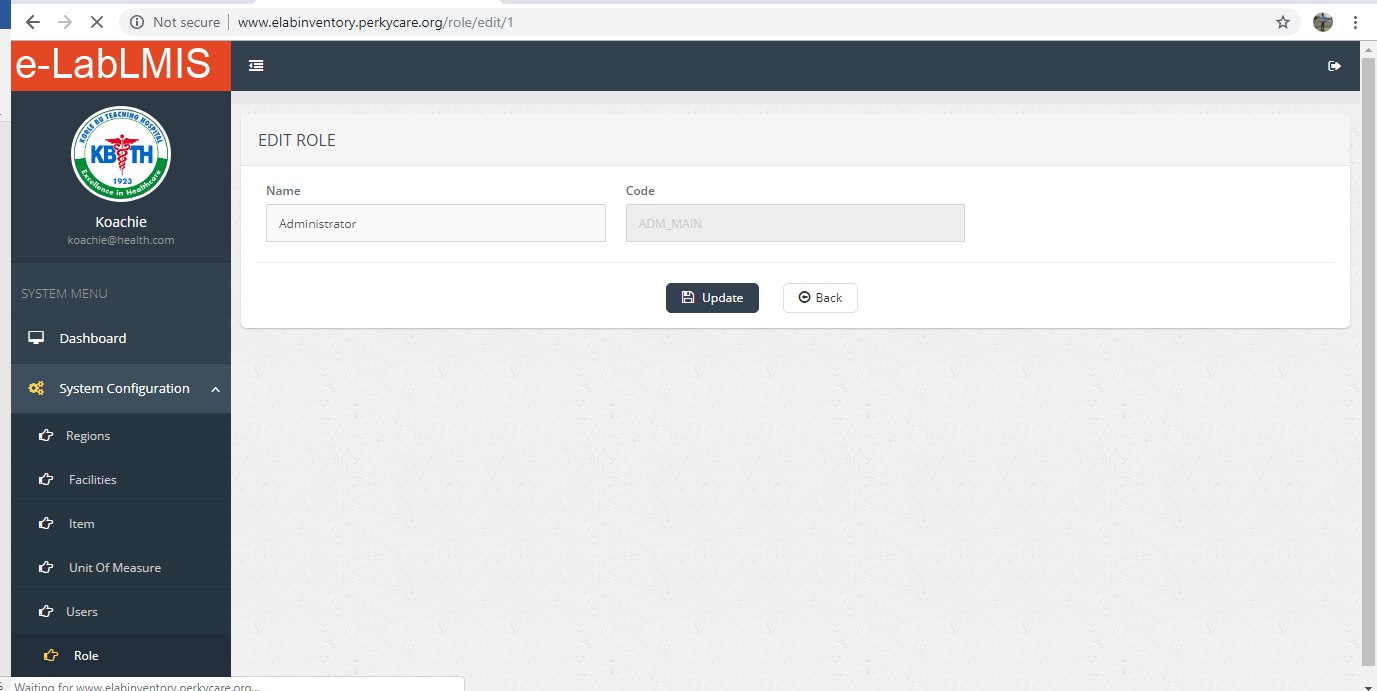 Not secure
www.elabinventory.perkycare.org/role/edit/1
e-LabLMIS
KORLE BU TEACHING HOSPITAL
KB TH
1923
Excellence in Healthcare
Koachie
koachie@health.com
SYSTEM MENU
Dashboard
System Configuration
Regions
Facilities
Item
Unit Of Measure
Users
Role
EDIT ROLE
Name
Code
Administrator
ADM_MAIN
Update
Back
Waiting for www.elabinventory.perkycare.org...